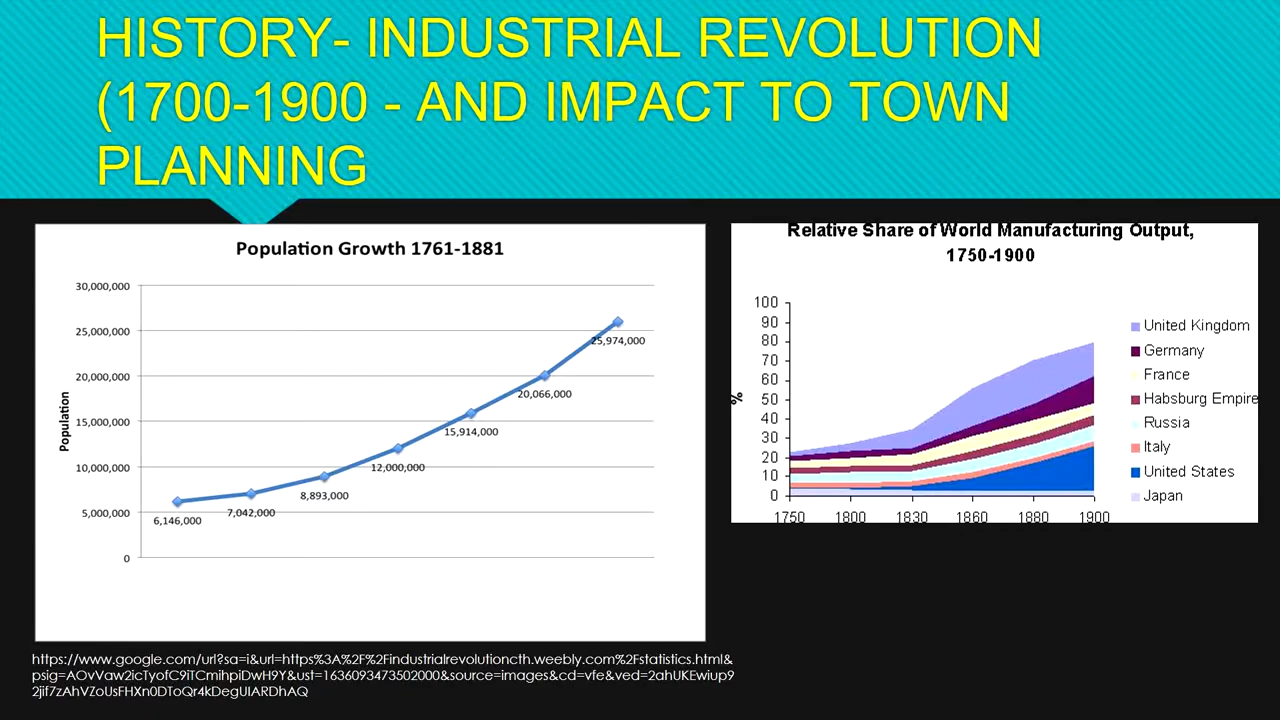 HISTORY- INDUSTRIAL REVOLUTION
(1700-1900 - AND IMPACT TO TOWN
PLANNING
Population Growth 1761-1881
30,000,000
25,000,000
20,000,000
15,000,000
10,000,000
5,000,000
0
Population
6,146,000
7,042,000
8,893,000
12,000,000
15,914,000
20,066,000
25,974,000
Relative Share of World Manufacturing Output,
1750-1900
100
90
80
70
60
50
40
30
20
10
0
%
1750 1800 1830 1860 1880 1900
United Kingdom
Germany
France
Habsburg Empire
Russia
Italy
United States
Japan
https://www.google.com/url?sa=i&url=https%3A%2F%2Findustrialrevolutioncth.weebly.com%2Fstatistics.html&
psig=AOvVaw2icTyofC9iTCmihpiDwH9Y&ust=1636093473502000&source=images&cd=vfe&ved=2ahUKEwiup9
2jif7zAhVZoUsFHXn0DToQr4kDegUIARDhAQ